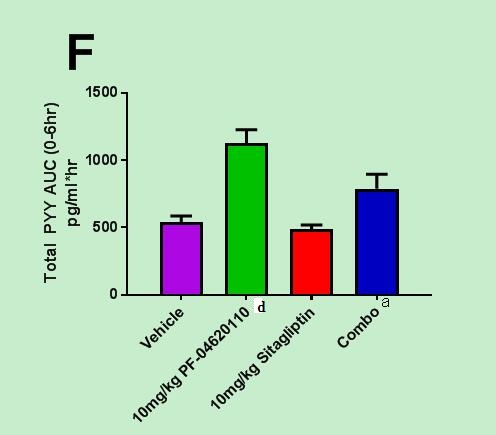 F
Total PYY AUC (0-6hr)
pg/ml*hr
1500
1000
500
0
Vehicle
10mg/kg PF-04620110 d
10mg/kg Sitagliptin
Combo a